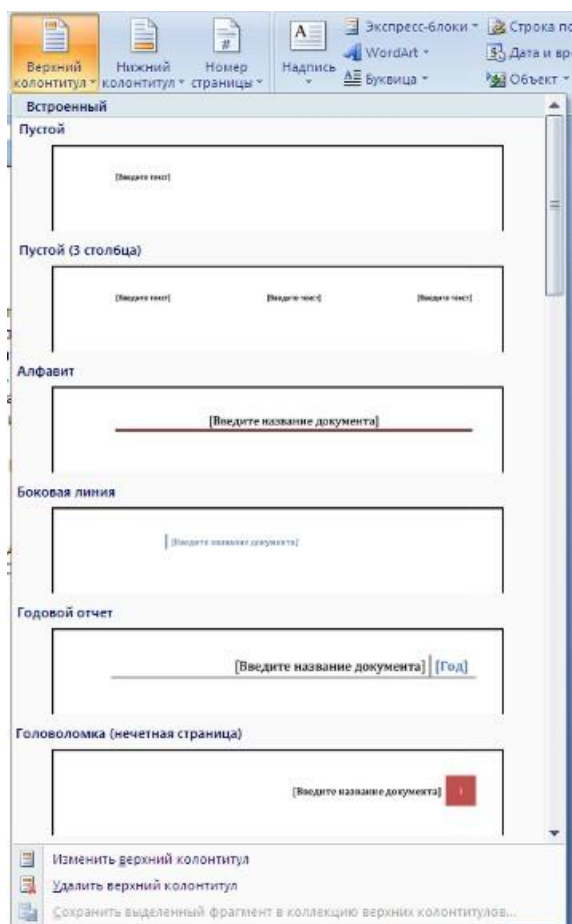 Верхний колонтитул
Нижний колонтитул
Номер страницы
#
A
Надпись
Экспресс-блоки
WordArt
Буквица
Строка по
Дата и вр
Объект
Встроенный
Пустой
[Введите текст]
Пустой (3 столбца)
[Введите текст] [Введите текст] [Введите текст]
Алфавит
[Введите название документа]
Боковая линия
[Введите название документа]
Годовой отчет
[Введите название документа] [Год]
Головоломка (нечетная страница)
[Введите название документа] 1
Изменить верхний колонтитул
Удалить верхний колонтитул
Сохранить выделенный фрагмент в коллекцию верхних колонтитулов...